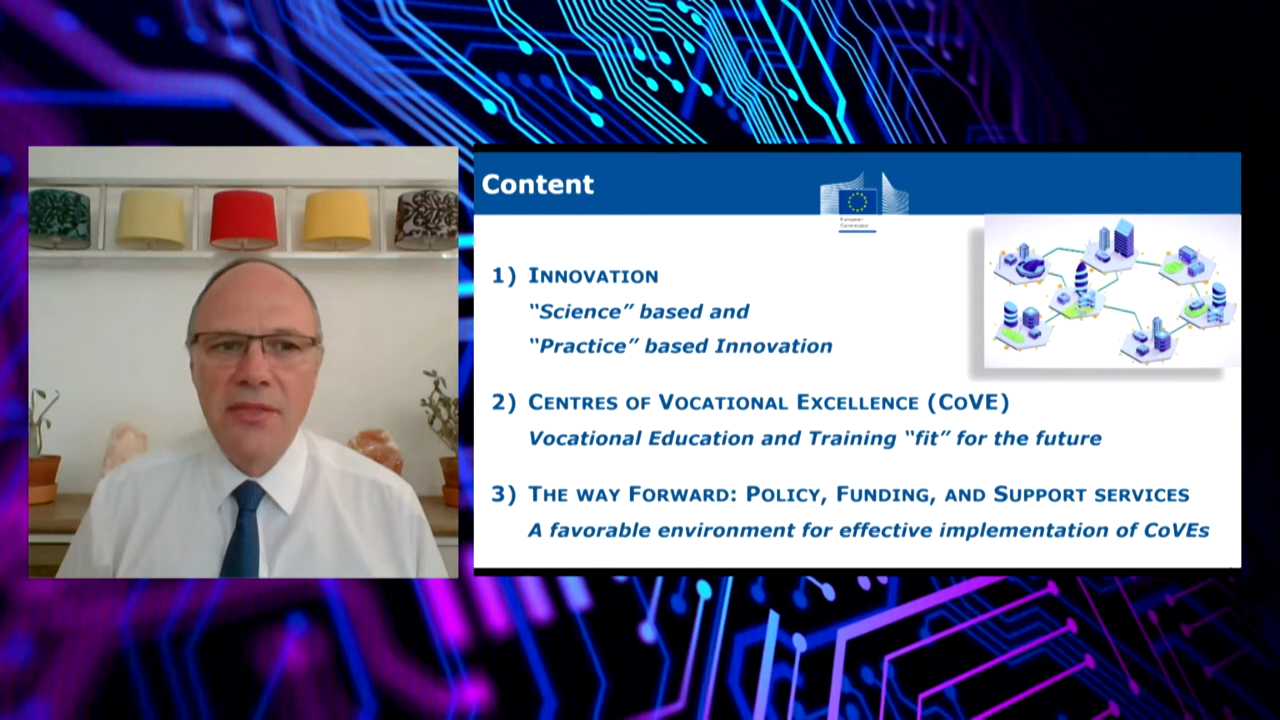 Content
European
Commission
1) Innovation
“Science” based and
“Practice” based Innovation
2) Centres of Vocational Excellence (CoVE)
Vocational Education and Training “fit” for the future
3) The way Forward: Policy, Funding, and Support services
A favorable environment for effective implementation of CoVEs